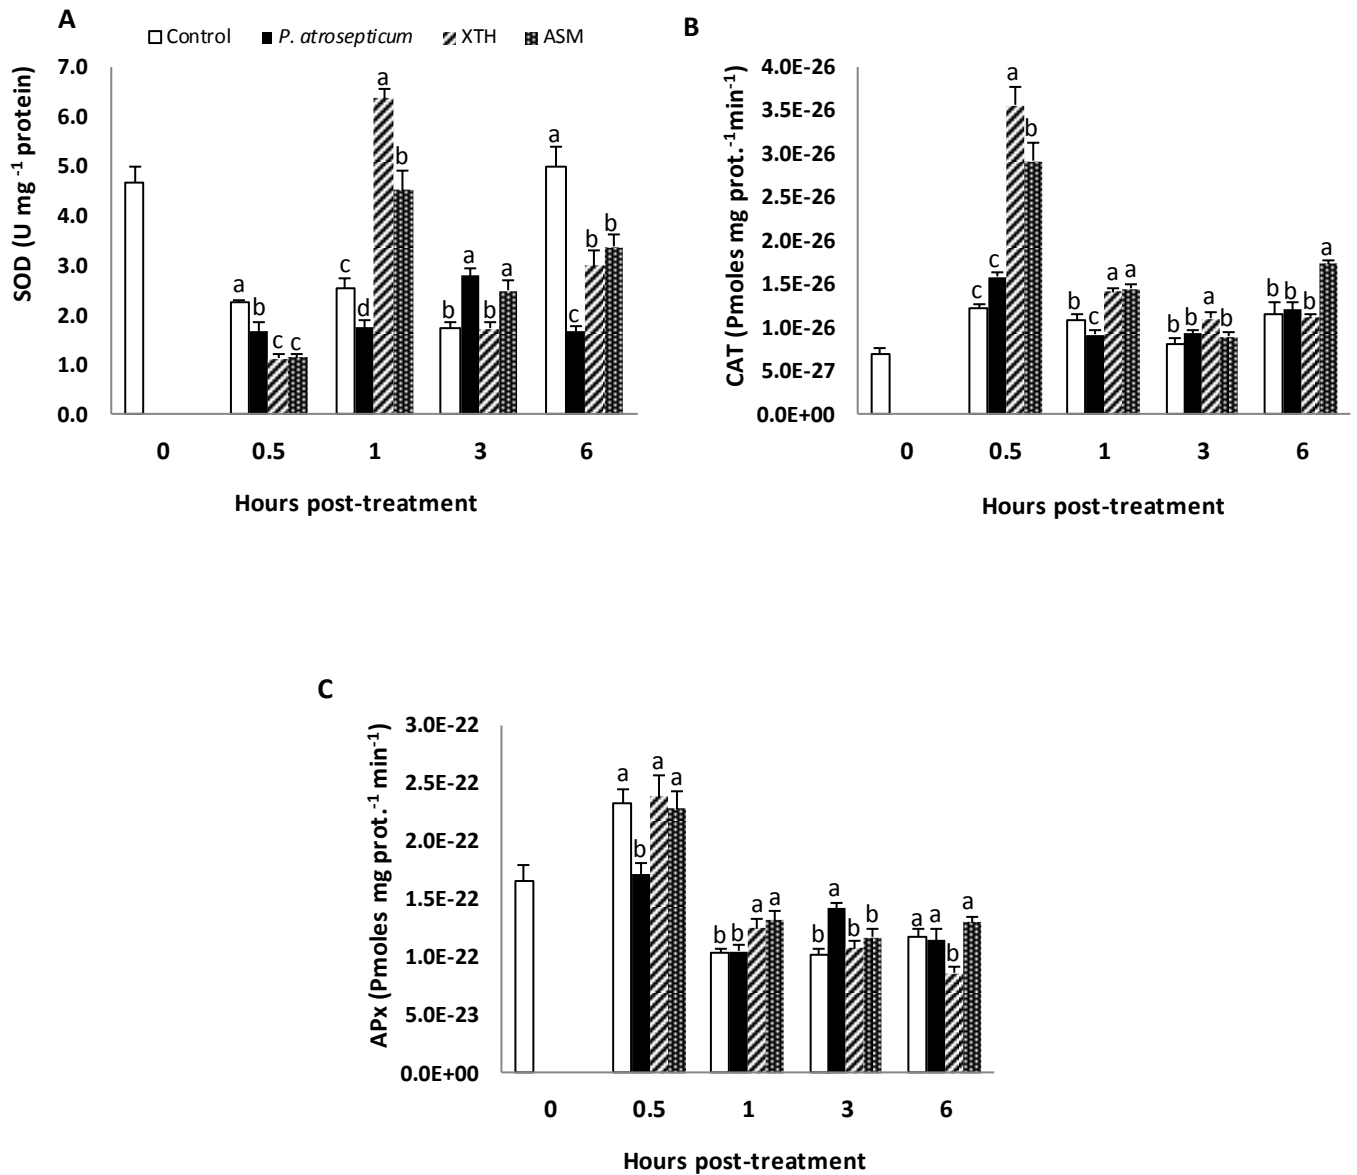 A
Control P. atrosepticum XTH ASM
SOD (U mg -1 protein)
7.0
6.0
5.0
4.0
3.0
2.0
1.0
0.0
a b c c
c d a b
b a b a
a c b b
0 0.5 1 3 6
Hours post-treatment
B
CAT (Pmoles mg prot.-1min-1)
4.0E-26
3.5E-26
3.0E-26
2.5E-26
2.0E-26
1.5E-26
1.0E-26
5.0E-27
0.0E+00
c c a b
b c a a
b b a b
b b b a
0 0.5 1 3 6
Hours post-treatment
C
APx (Pmoles mg prot.-1 min-1)
3.0E-22
2.5E-22
2.0E-22
1.5E-22
1.0E-22
5.0E-23
0.0E+00
a b a a
b b a a
b a b b
a a b a
0 0.5 1 3 6
Hours post-treatment